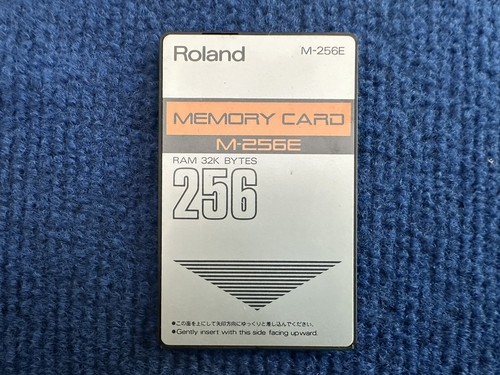 Roland M-256E
MEMORY CARD
M-256E
RAM 32K BYTES
256
●この面を上にして矢印方向にゆっくりと差し込んでください。
●Gently insert with this side facing upward.